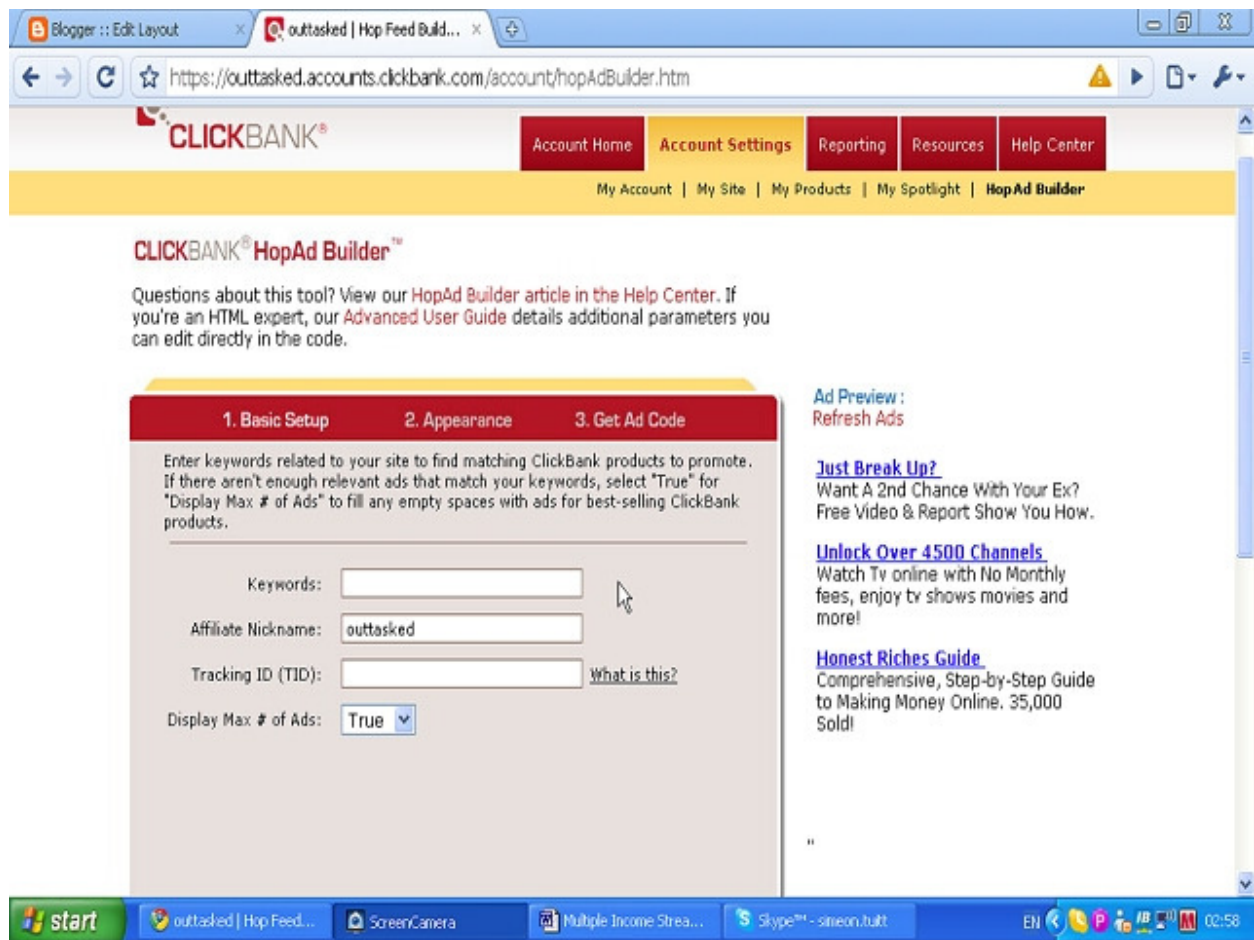 Blogger :: Edit Layout
outtasked | Hop Feed Build...
https://outtasked.accounts.clickbank.com/account/hopAdBuilder.htm
CLICKBANK®
Account Home Account Settings Reporting Resources Help Center
My Account | My Site | My Products | My Spotlight | HopAd Builder
CLICKBANK® HopAd Builder™
Questions about this tool? View our HopAd Builder article in the Help Center. If
you're an HTML expert, our Advanced User Guide details additional parameters you
can edit directly in the code.
1. Basic Setup 2. Appearance 3. Get Ad Code
Enter keywords related to your site to find matching ClickBank products to promote.
If there aren't enough relevant ads that match your keywords, select "True" for
"Display Max # of Ads" to fill any empty spaces with ads for best-selling ClickBank
products.
Keywords:
Affiliate Nickname: outtasked
Tracking ID (TID): What is this?
Display Max # of Ads: True
Ad Preview :
Refresh Ads
Just Break Up?
Want A 2nd Chance With Your Ex?
Free Video & Report Show You How.
Unlock Over 4500 Channels
Watch Tv online with No Monthly
fees, enjoy tv shows movies and
more!
Honest Riches Guide
Comprehensive, Step-by-Step Guide
to Making Money Online. 35,000
Sold!
"
start outtasked | Hop Feed... ScreenCamera Multiple Income Strea... Skype™ - simeon.tuitt EN 02:58